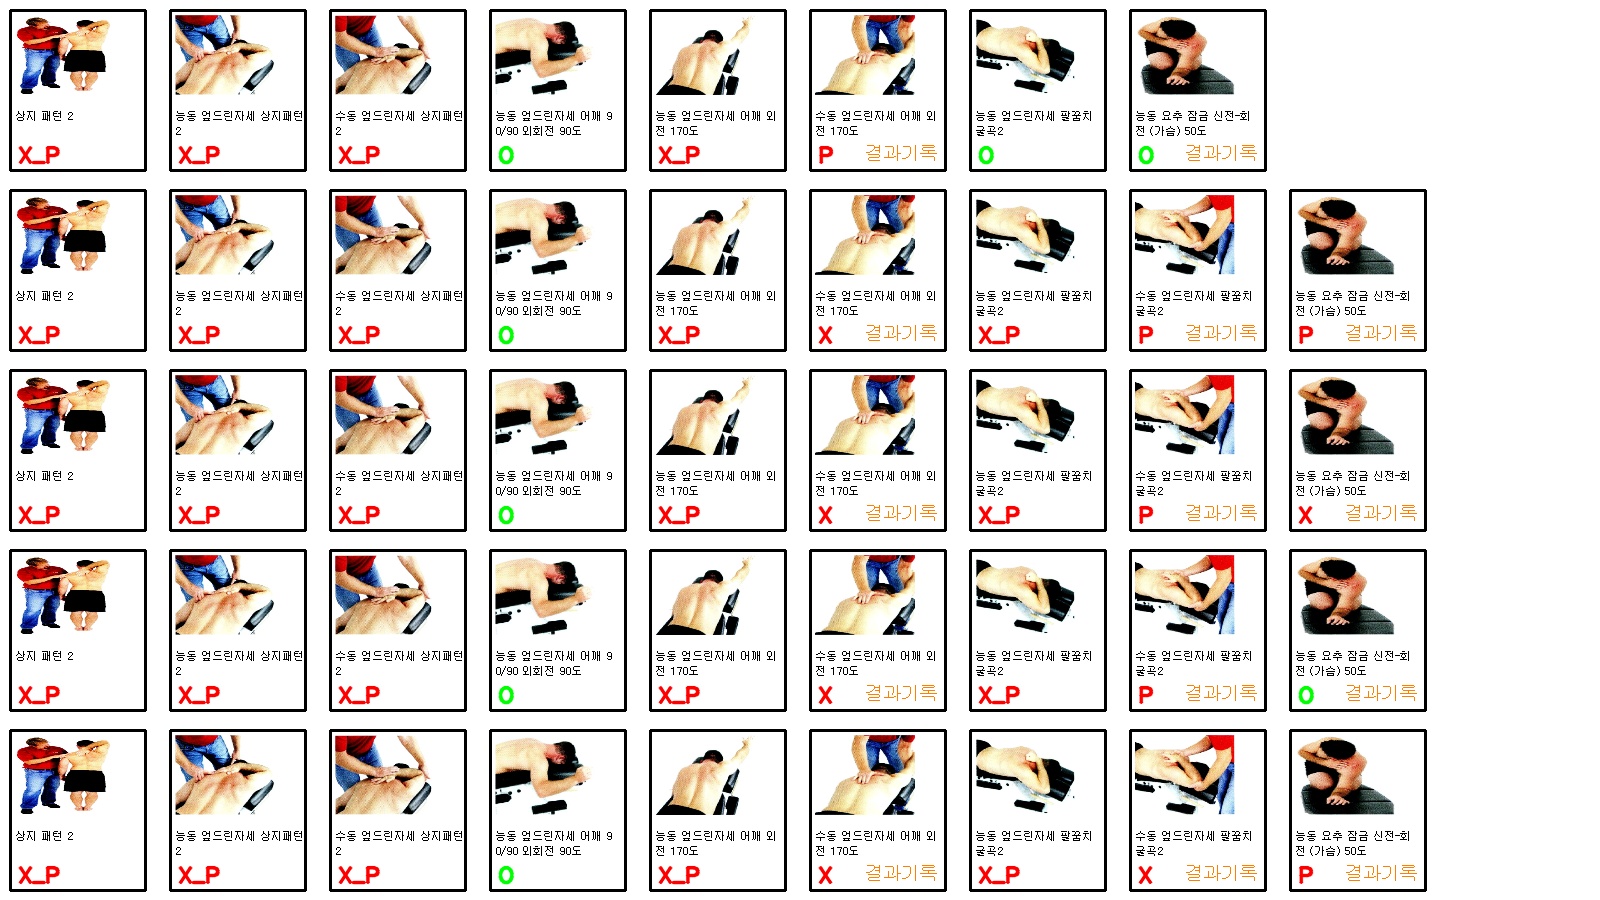 상지 패턴 2
X_P
능동 엎드린자세 상지패턴
2
X_P
수동 엎드린자세 상지패턴
2
X_P
능동 엎드린자세 어깨 9
0/90 외회전 90도
O
능동 엎드린자세 어깨 외
전 170도
X_P
수동 엎드린자세 어깨 외
전 170도
P 결과기록
능동 엎드린자세 팔꿈치
굴곡2
O
능동 요추 잠금 신전-회
전 (가슴) 50도
O 결과기록
상지 패턴 2
X_P
능동 엎드린자세 상지패턴
2
X_P
수동 엎드린자세 상지패턴
2
X_P
능동 엎드린자세 어깨 9
0/90 외회전 90도
O
능동 엎드린자세 어깨 외
전 170도
X_P
수동 엎드린자세 어깨 외
전 170도
X 결과기록
능동 엎드린자세 팔꿈치
굴곡2
X_P
수동 엎드린자세 팔꿈치
굴곡2
P 결과기록
능동 요추 잠금 신전-회
전 (가슴) 50도
P 결과기록
상지 패턴 2
X_P
능동 엎드린자세 상지패턴
2
X_P
수동 엎드린자세 상지패턴
2
X_P
능동 엎드린자세 어깨 9
0/90 외회전 90도
O
능동 엎드린자세 어깨 외
전 170도
X_P
수동 엎드린자세 어깨 외
전 170도
X 결과기록
능동 엎드린자세 팔꿈치
굴곡2
X_P
수동 엎드린자세 팔꿈치
굴곡2
P 결과기록
능동 요추 잠금 신전-회
전 (가슴) 50도
X 결과기록
상지 패턴 2
X_P
능동 엎드린자세 상지패턴
2
X_P
수동 엎드린자세 상지패턴
2
X_P
능동 엎드린자세 어깨 9
0/90 외회전 90도
O
능동 엎드린자세 어깨 외
전 170도
X_P
수동 엎드린자세 어깨 외
전 170도
X 결과기록
능동 엎드린자세 팔꿈치
굴곡2
X_P
수동 엎드린자세 팔꿈치
굴곡2
P 결과기록
능동 요추 잠금 신전-회
전 (가슴) 50도
O 결과기록
상지 패턴 2
X_P
능동 엎드린자세 상지패턴
2
X_P
수동 엎드린자세 상지패턴
2
X_P
능동 엎드린자세 어깨 9
0/90 외회전 90도
O
능동 엎드린자세 어깨 외
전 170도
X_P
수동 엎드린자세 어깨 외
전 170도
X 결과기록
능동 엎드린자세 팔꿈치
굴곡2
X_P
수동 엎드린자세 팔꿈치
굴곡2
X 결과기록
능동 요추 잠금 신전-회
전 (가슴) 50도
P 결과기록